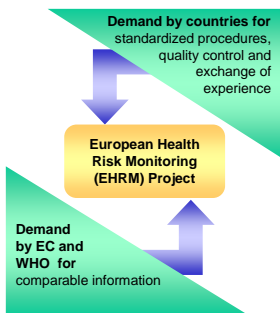 Demand by countries for
standardized procedures,
quality control and
exchange of
experience
European Health
Risk Monitoring
(EHRM) Project
Demand
by EC and
WHO for
comparable information